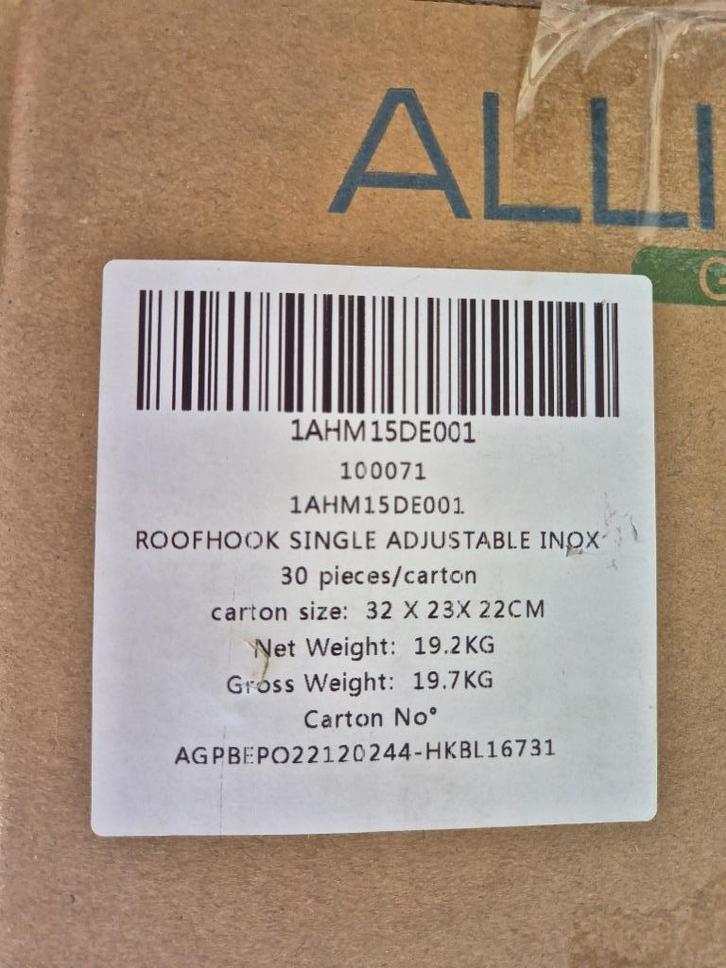 ALLI
G
1AHM15DE001
100071
1AHM15DE001
ROOFHOOK SINGLE ADJUSTABLE INOX
30 pieces/carton
carton size: 32 X 23X 22CM
Net Weight: 19.2KG
Gross Weight: 19.7KG
Carton No°
AGPBEPO22120244-HKBL16731